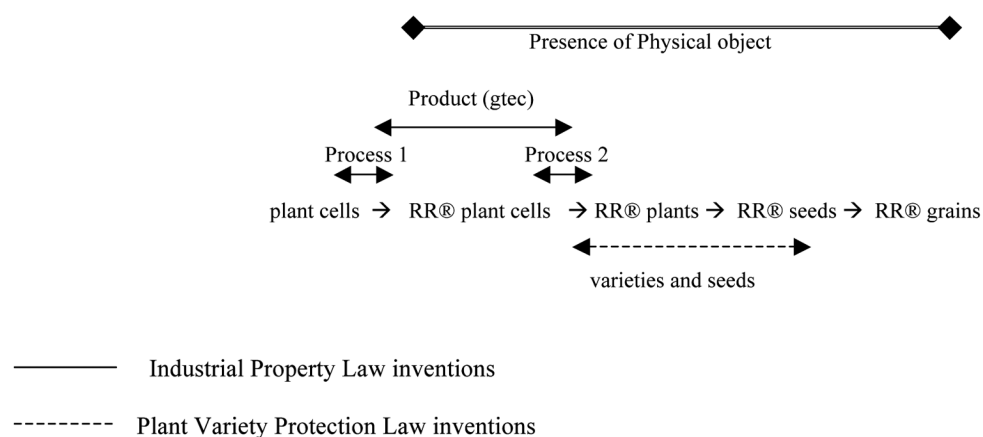 Presence of Physical object
Product (gtec)
Process 1 Process 2
plant cells → RR® plant cells → RR® plants → RR® seeds → RR® grains
varieties and seeds
Industrial Property Law inventions
Plant Variety Protection Law inventions